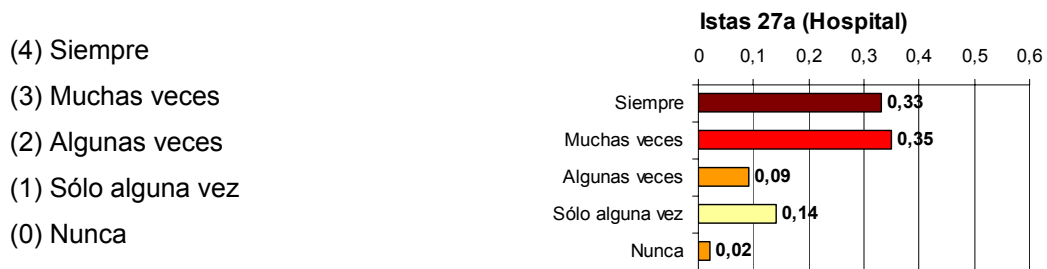 (4) Siempre
(3) Muchas veces
(2) Algunas veces
(1) Sólo alguna vez
(0) Nunca
Istas 27a (Hospital)
0 0,1 0,2 0,3 0,4 0,5 0,6
Siempre 0,33
Muchas veces 0,35
Algunas veces 0,09
Sólo alguna vez 0,14
Nunca 0,02